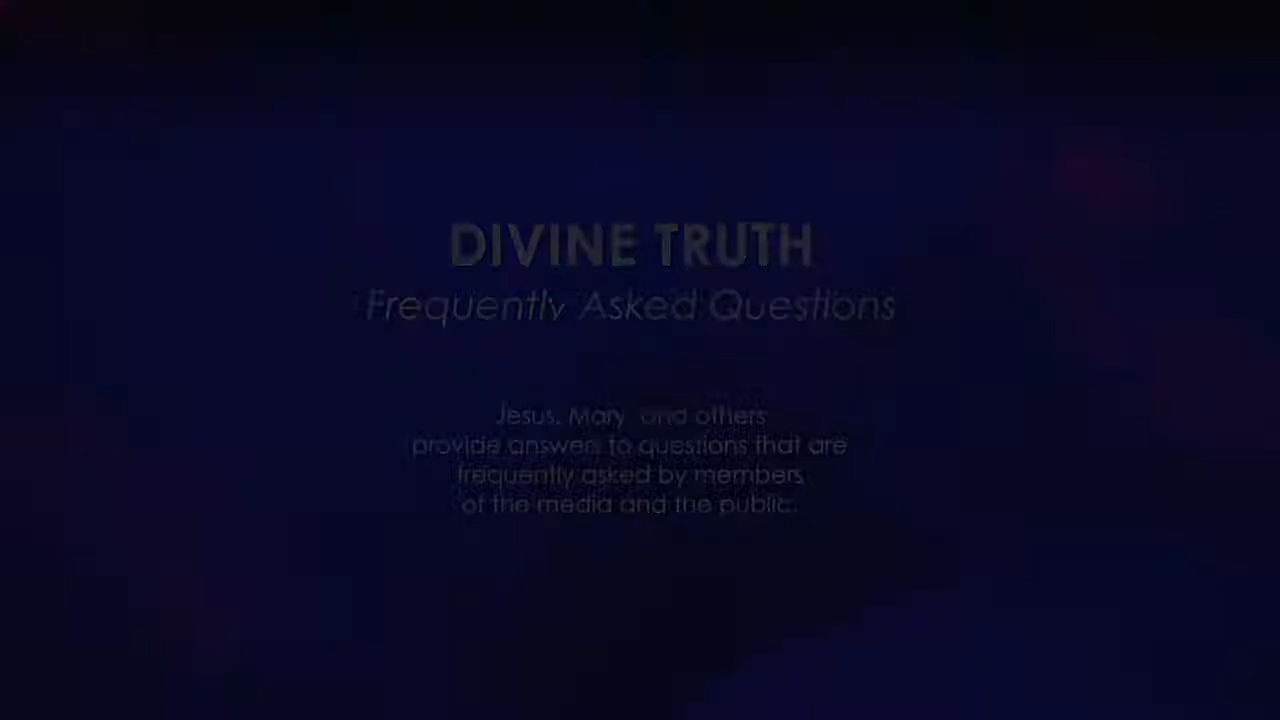 DIVINE TRUTH
Frequently Asked Questions
Jesus, Mary and others
provide answers to questions that are
frequently asked by members
of the media and the public.